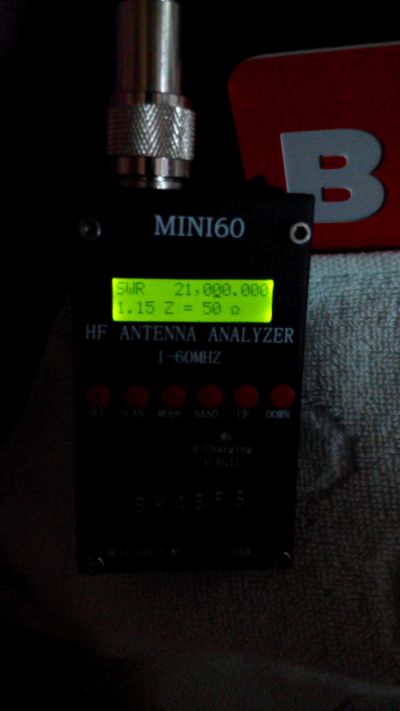 B
MINI60
SWR 21,000.000
1.15 Z = 50 Ω
HF ANTENNA ANALYZER
1-60MHZ
SET SCAN MODE BAND UP DOWN
R-Charging
G-Full